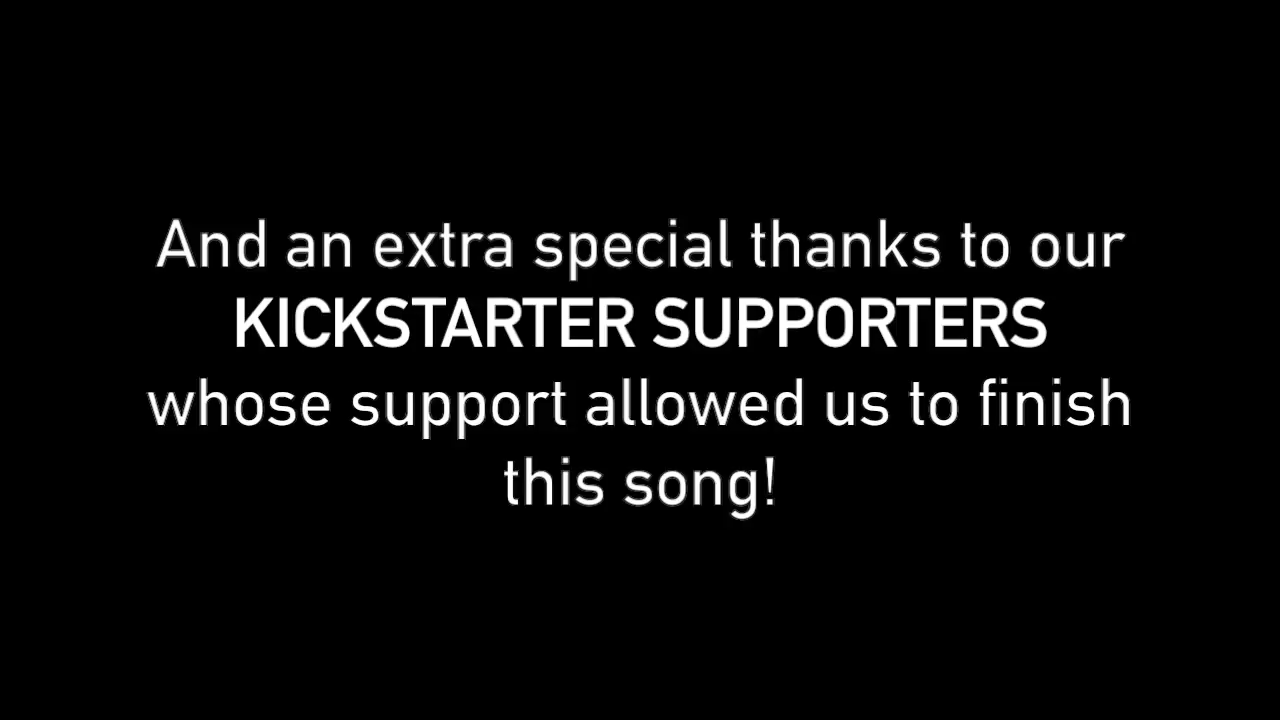 And an extra special thanks to our
KICKSTARTER SUPPORTERS
whose support allowed us to finish
this song!